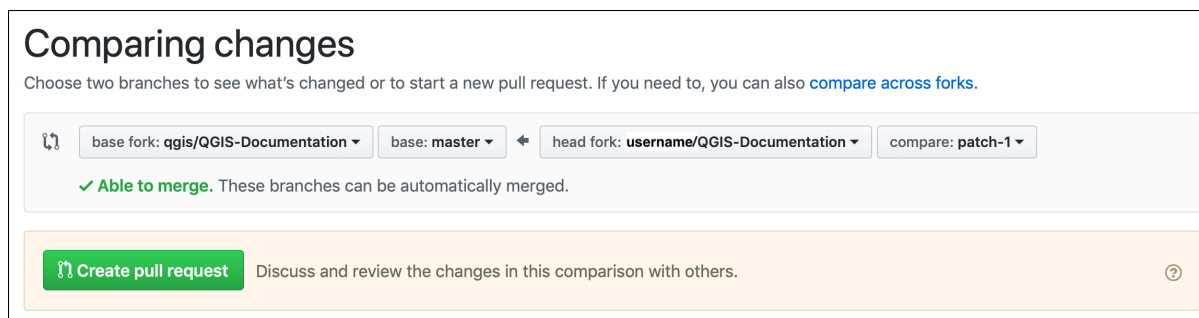 Comparing changes
Choose two branches to see what's changed or to start a new pull request. If you need to, you can also compare across forks.
base fork: qgis/QGIS-Documentation base: master head fork: username/QGIS-Documentation compare: patch-1
Able to merge. These branches can be automatically merged.
Create pull request Discuss and review the changes in this comparison with others. ?